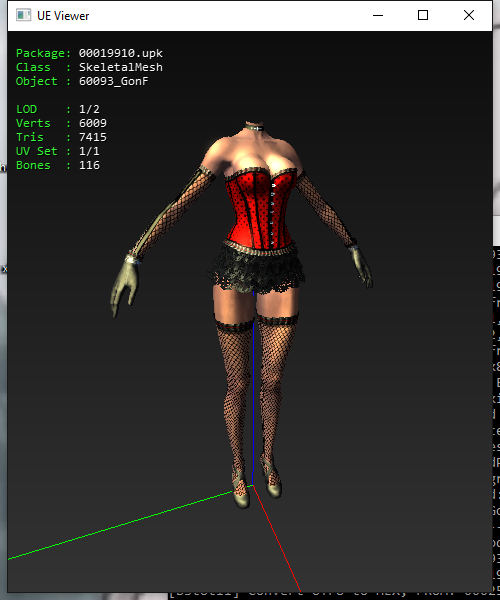 UE Viewer
Package: 00019910.upk
Class : SkeletalMesh
Object : 60093_GonF
LOD : 1/2
Verts : 6009
Tris : 7415
UV Set : 1/1
Bones : 116